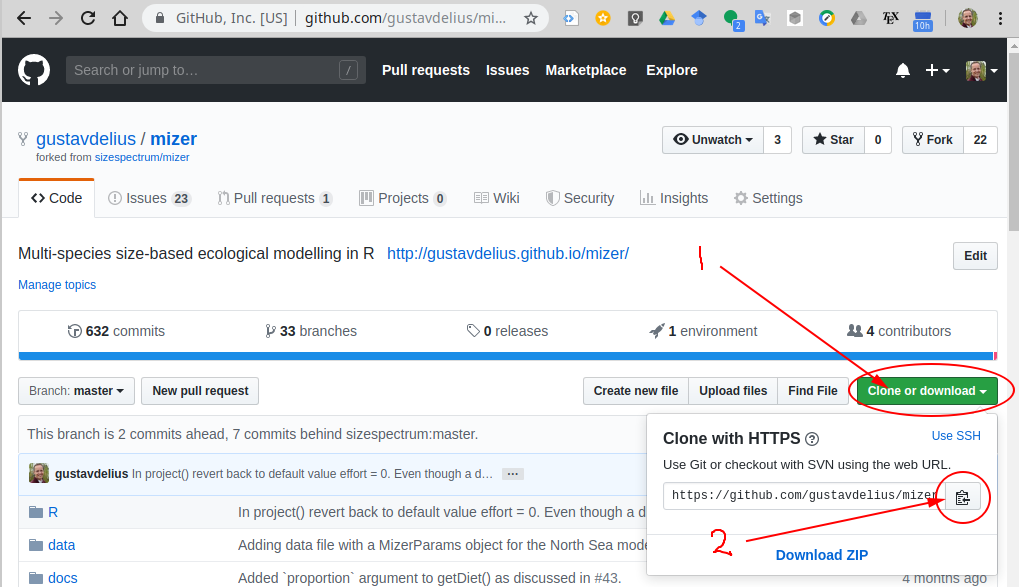 GitHub, Inc. [US] | github.com/gustavdelius/mi...
2
10h
Search or jump to… / Pull requests Issues Marketplace Explore
gustavdelius / mizer Unwatch 3 Star 0 Fork 22
forked from sizespectrum/mizer
Code Issues 23 Pull requests 1 Projects 0 Wiki Security Insights Settings
Multi-species size-based ecological modelling in R http://gustavdelius.github.io/mizer/ 1 Edit
Manage topics
632 commits 33 branches 0 releases 1 environment 4 contributors
Branch: master New pull request Create new file Upload files Find File Clone or download
This branch is 2 commits ahead, 7 commits behind sizespectrum:master.
Clone with HTTPS ? Use SSH
Use Git or checkout with SVN using the web URL.
gustavdelius In project() revert back to default value effort = 0. Even though a d… …
https://github.com/gustavdelius/mizer
R In project() revert back to default value effort = 0. Even though a d
2
data Adding data file with a MizerParams object for the North Sea mode
Download ZIP
docs Added `proportion` argument to getDiet() as discussed in #43. 4 months ago